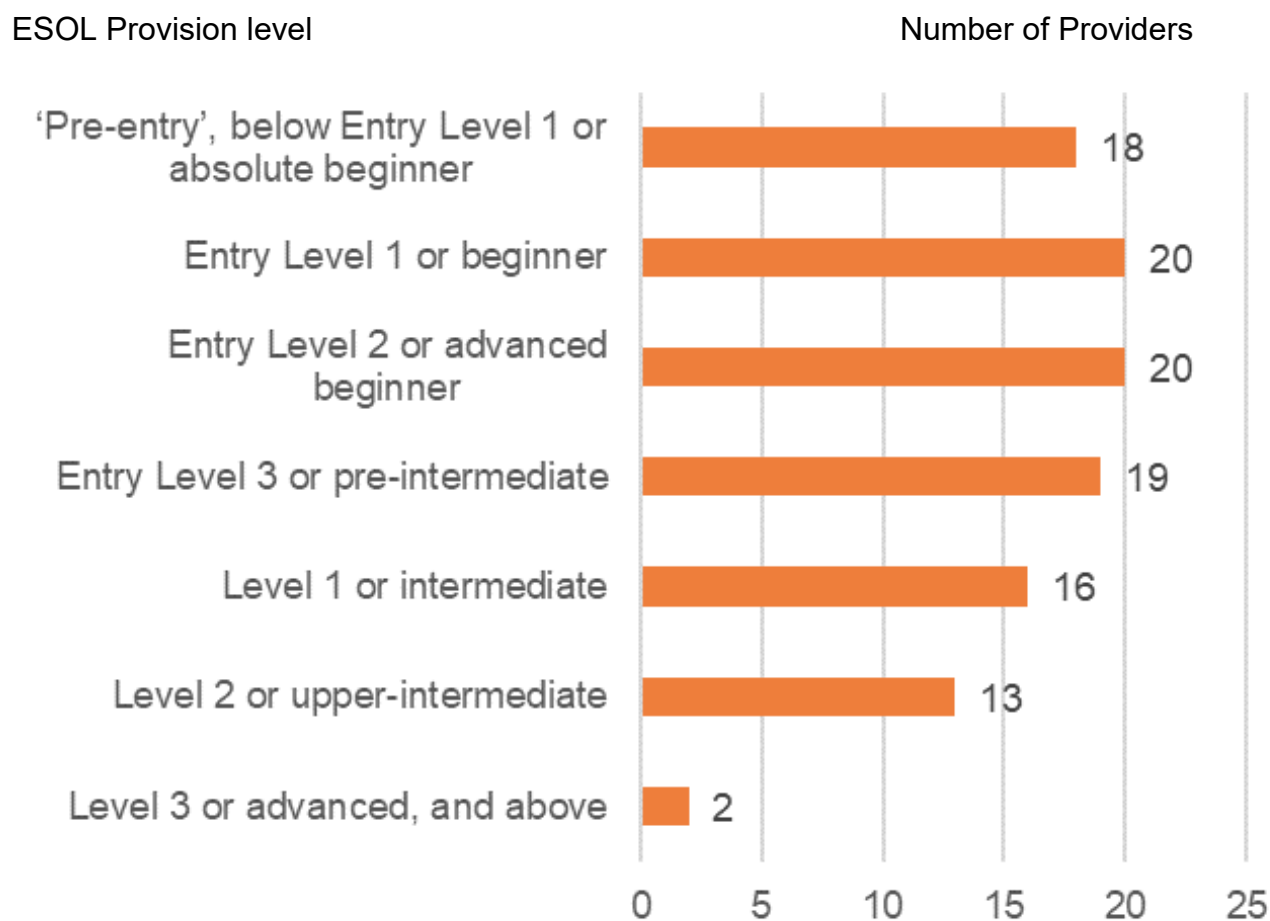 ESOL Provision level
Number of Providers
‘Pre-entry’, below Entry Level 1 or
absolute beginner
18
Entry Level 1 or beginner
20
Entry Level 2 or advanced
beginner
20
Entry Level 3 or pre-intermediate
19
Level 1 or intermediate
16
Level 2 or upper-intermediate
13
Level 3 or advanced, and above
2
0 5 10 15 20 25